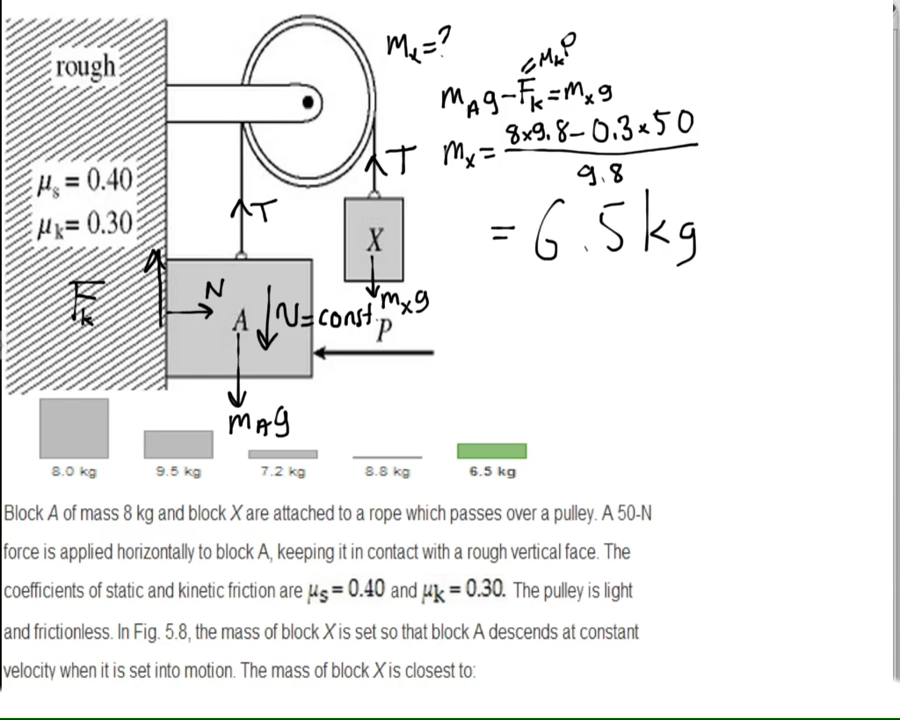 rough
μs = 0.40
μk = 0.30
Fk
N
T
T
A
V=const.
mAg
X
mxg
P
mx=?
=μkP
mAg-Fk=mxg
mx= 8x9.8-0.3x50
9.8
= 6.5kg
8.0 kg 9.5 kg 7.2 kg 8.8 kg 6.5 kg
Block A of mass 8 kg and block X are attached to a rope which passes over a pulley. A 50-N
force is applied horizontally to block A, keeping it in contact with a rough vertical face. The
coefficients of static and kinetic friction are μs = 0.40 and μk = 0.30. The pulley is light
and frictionless. In Fig. 5.8, the mass of block X is set so that block A descends at constant
velocity when it is set into motion. The mass of block X is closest to: